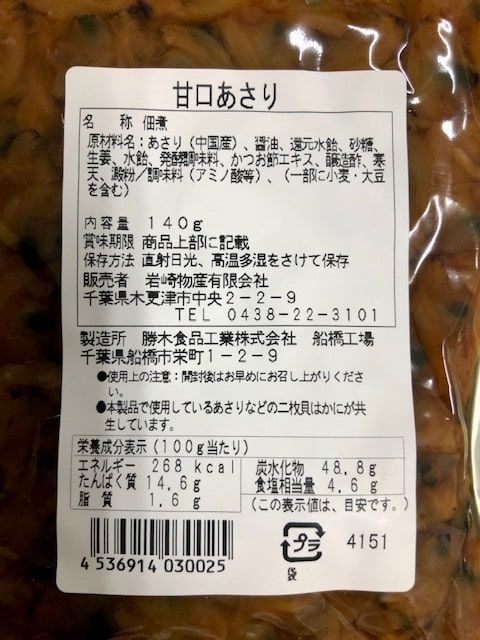 甘口あさり
名　称 佃煮
原材料名：あさり（中国産）、醤油、還元水飴、砂糖、
生姜、水飴、発酵調味料、かつお節エキス、醸造酢、寒
天、澱粉／調味料（アミノ酸等）、（一部に小麦・大豆
を含む）
内容量 140g
賞味期限 商品上部に記載
保存方法 直射日光、高温多湿をさけて保存
販売者 岩崎物産有限会社
千葉県木更津市中央2-2-9
TEL 0438-22-3101
製造所 勝木食品工業株式会社 船橋工場
千葉県船橋市栄町1-2-9
●使用上の注意：開封後はお早めにお召し上がりくださ
い。
●本製品で使用しているあさりなどの二枚貝はかにが共
生しています。
栄養成分表示（100g当たり）
エネルギー 268kcal
たんぱく質 14.6g
脂　質 1.6g
炭水化物 48.8g
食塩相当量 4.6g
（この表示値は、目安です。）
4 536914 030025
プラ
袋
4151